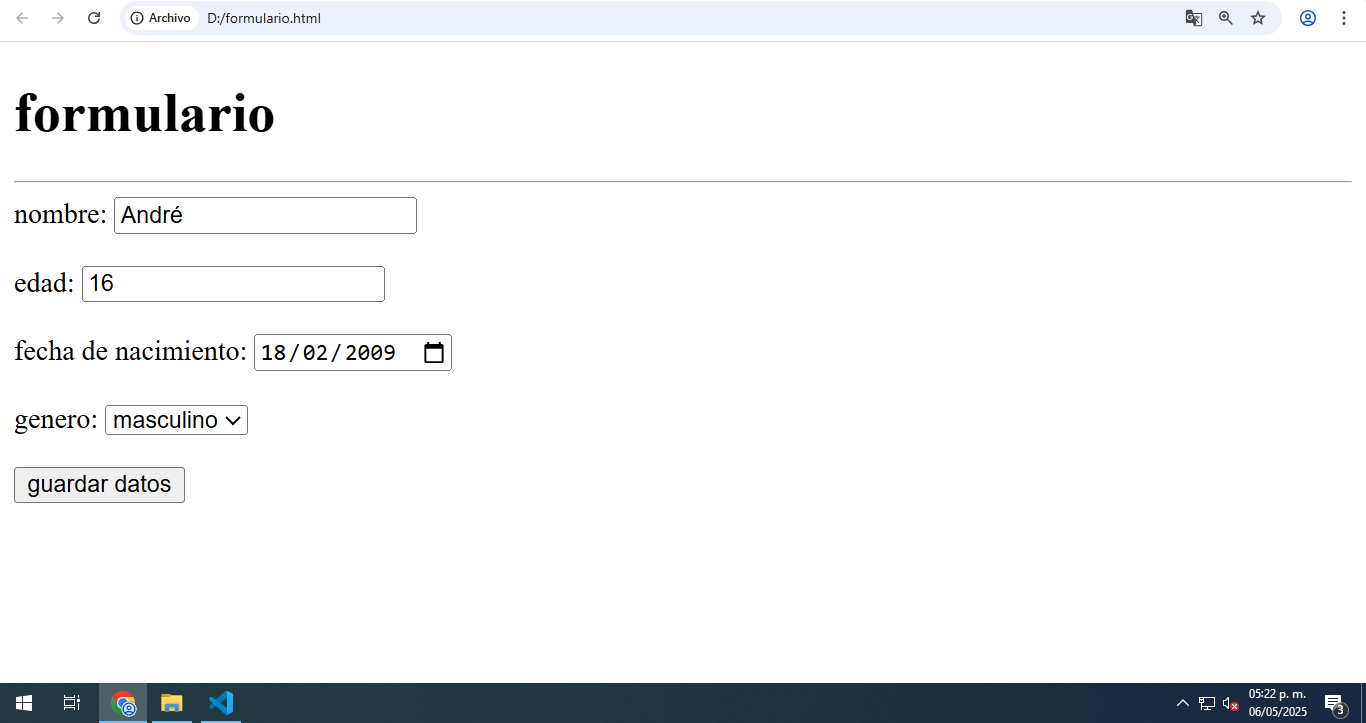 Archivo D:/formulario.html
formulario
nombre: André
edad: 16
fecha de nacimiento: 18/02/2009
genero: masculino
guardar datos
05:22 p. m.
06/05/2025
3